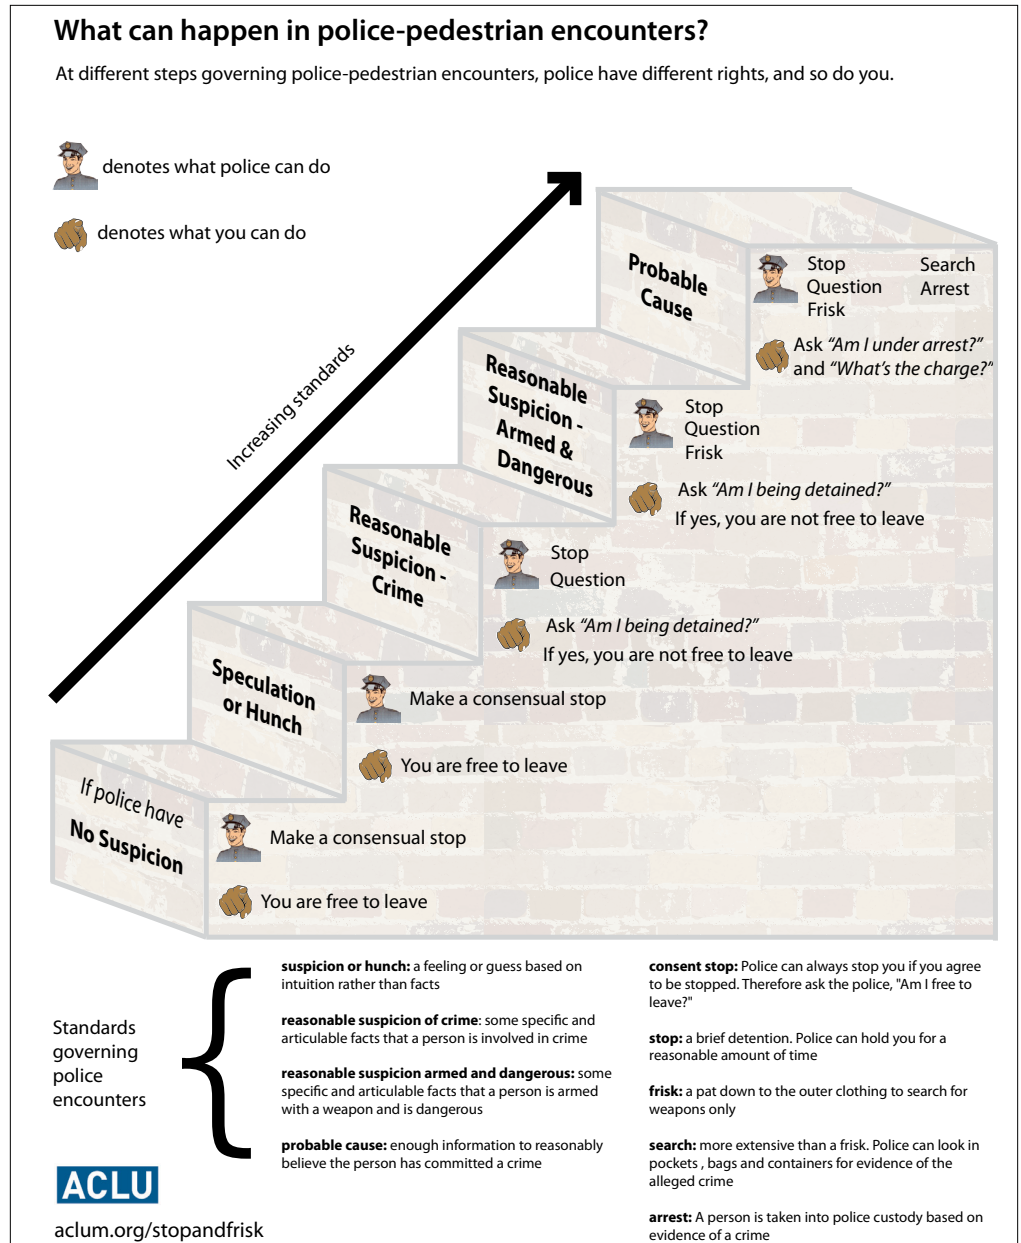 What can happen in police-pedestrian encounters?
At different steps governing police-pedestrian encounters, police have different rights, and so do you.
denotes what police can do
denotes what you can do
Increasing standards
Probable
Cause
Stop
Question
Frisk
Search
Arrest
Ask “Am I under arrest?”
and “What’s the charge?”
Reasonable
Suspicion -
Armed &
Dangerous
Stop
Question
Frisk
Ask “Am I being detained?”
If yes, you are not free to leave
Reasonable
Suspicion -
Crime
Stop
Question
Ask “Am I being detained?”
If yes, you are not free to leave
Speculation
or Hunch
Make a consensual stop
You are free to leave
If police have
No Suspicion
Make a consensual stop
You are free to leave
Standards
governing
police
encounters
suspicion or hunch: a feeling or guess based on
intuition rather than facts
reasonable suspicion of crime: some specific and
articulable facts that a person is involved in crime
reasonable suspicion armed and dangerous: some
specific and articulable facts that a person is armed
with a weapon and is dangerous
probable cause: enough information to reasonably
believe the person has committed a crime
consent stop: Police can always stop you if you agree
to be stopped. Therefore ask the police, "Am I free to
leave?"
stop: a brief detention. Police can hold you for a
reasonable amount of time
frisk: a pat down to the outer clothing to search for
weapons only
search: more extensive than a frisk. Police can look in
pockets , bags and containers for evidence of the
alleged crime
arrest: A person is taken into police custody based on
evidence of a crime
ACLU
aclum.org/stopandfrisk